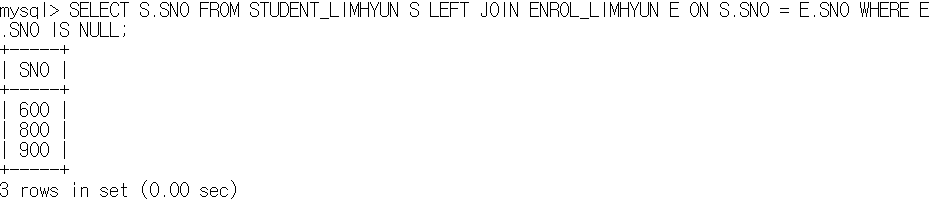 mysql> SELECT S.SNO FROM STUDENT_LIMHYUN S LEFT JOIN ENROL_LIMHYUN E ON S.SNO = E.SNO WHERE E
.SNO IS NULL;
+-----+
| SNO |
+-----+
| 600 |
| 800 |
| 900 |
+-----+
3 rows in set (0.00 sec)